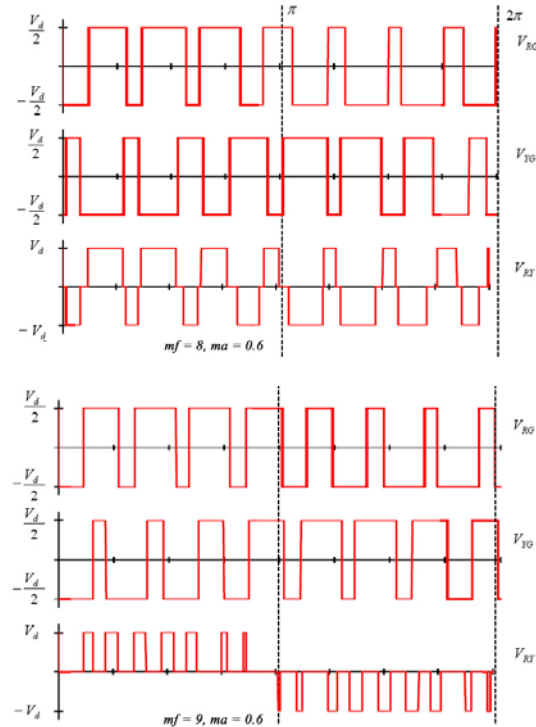 V_d/2
π
2π
V_RG
-V_d/2
V_d/2
V_YG
-V_d/2
V_d
V_RY
-V_d
mf = 8, ma = 0.6
V_d/2
V_RG
-V_d/2
V_d/2
V_YG
-V_d/2
V_d
V_RY
-V_d
mf = 9, ma = 0.6